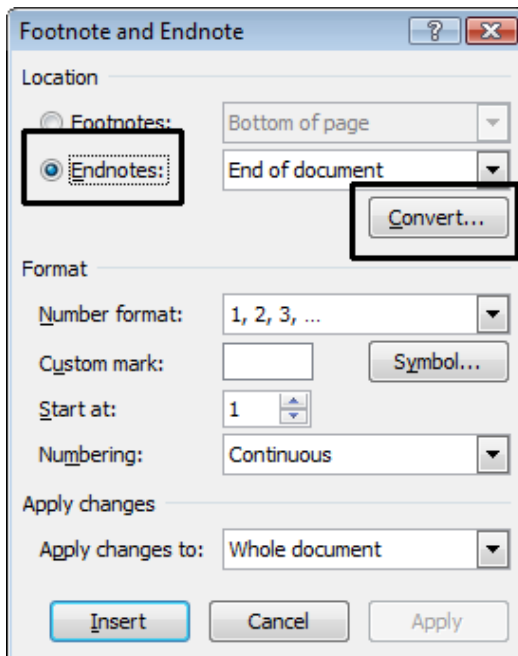 Footnote and Endnote
Location
Footnotes: Bottom of page
Endnotes: End of document
Convert...
Format
Number format: 1, 2, 3, ...
Custom mark: Symbol...
Start at: 1
Numbering: Continuous
Apply changes
Apply changes to: Whole document
Insert Cancel Apply